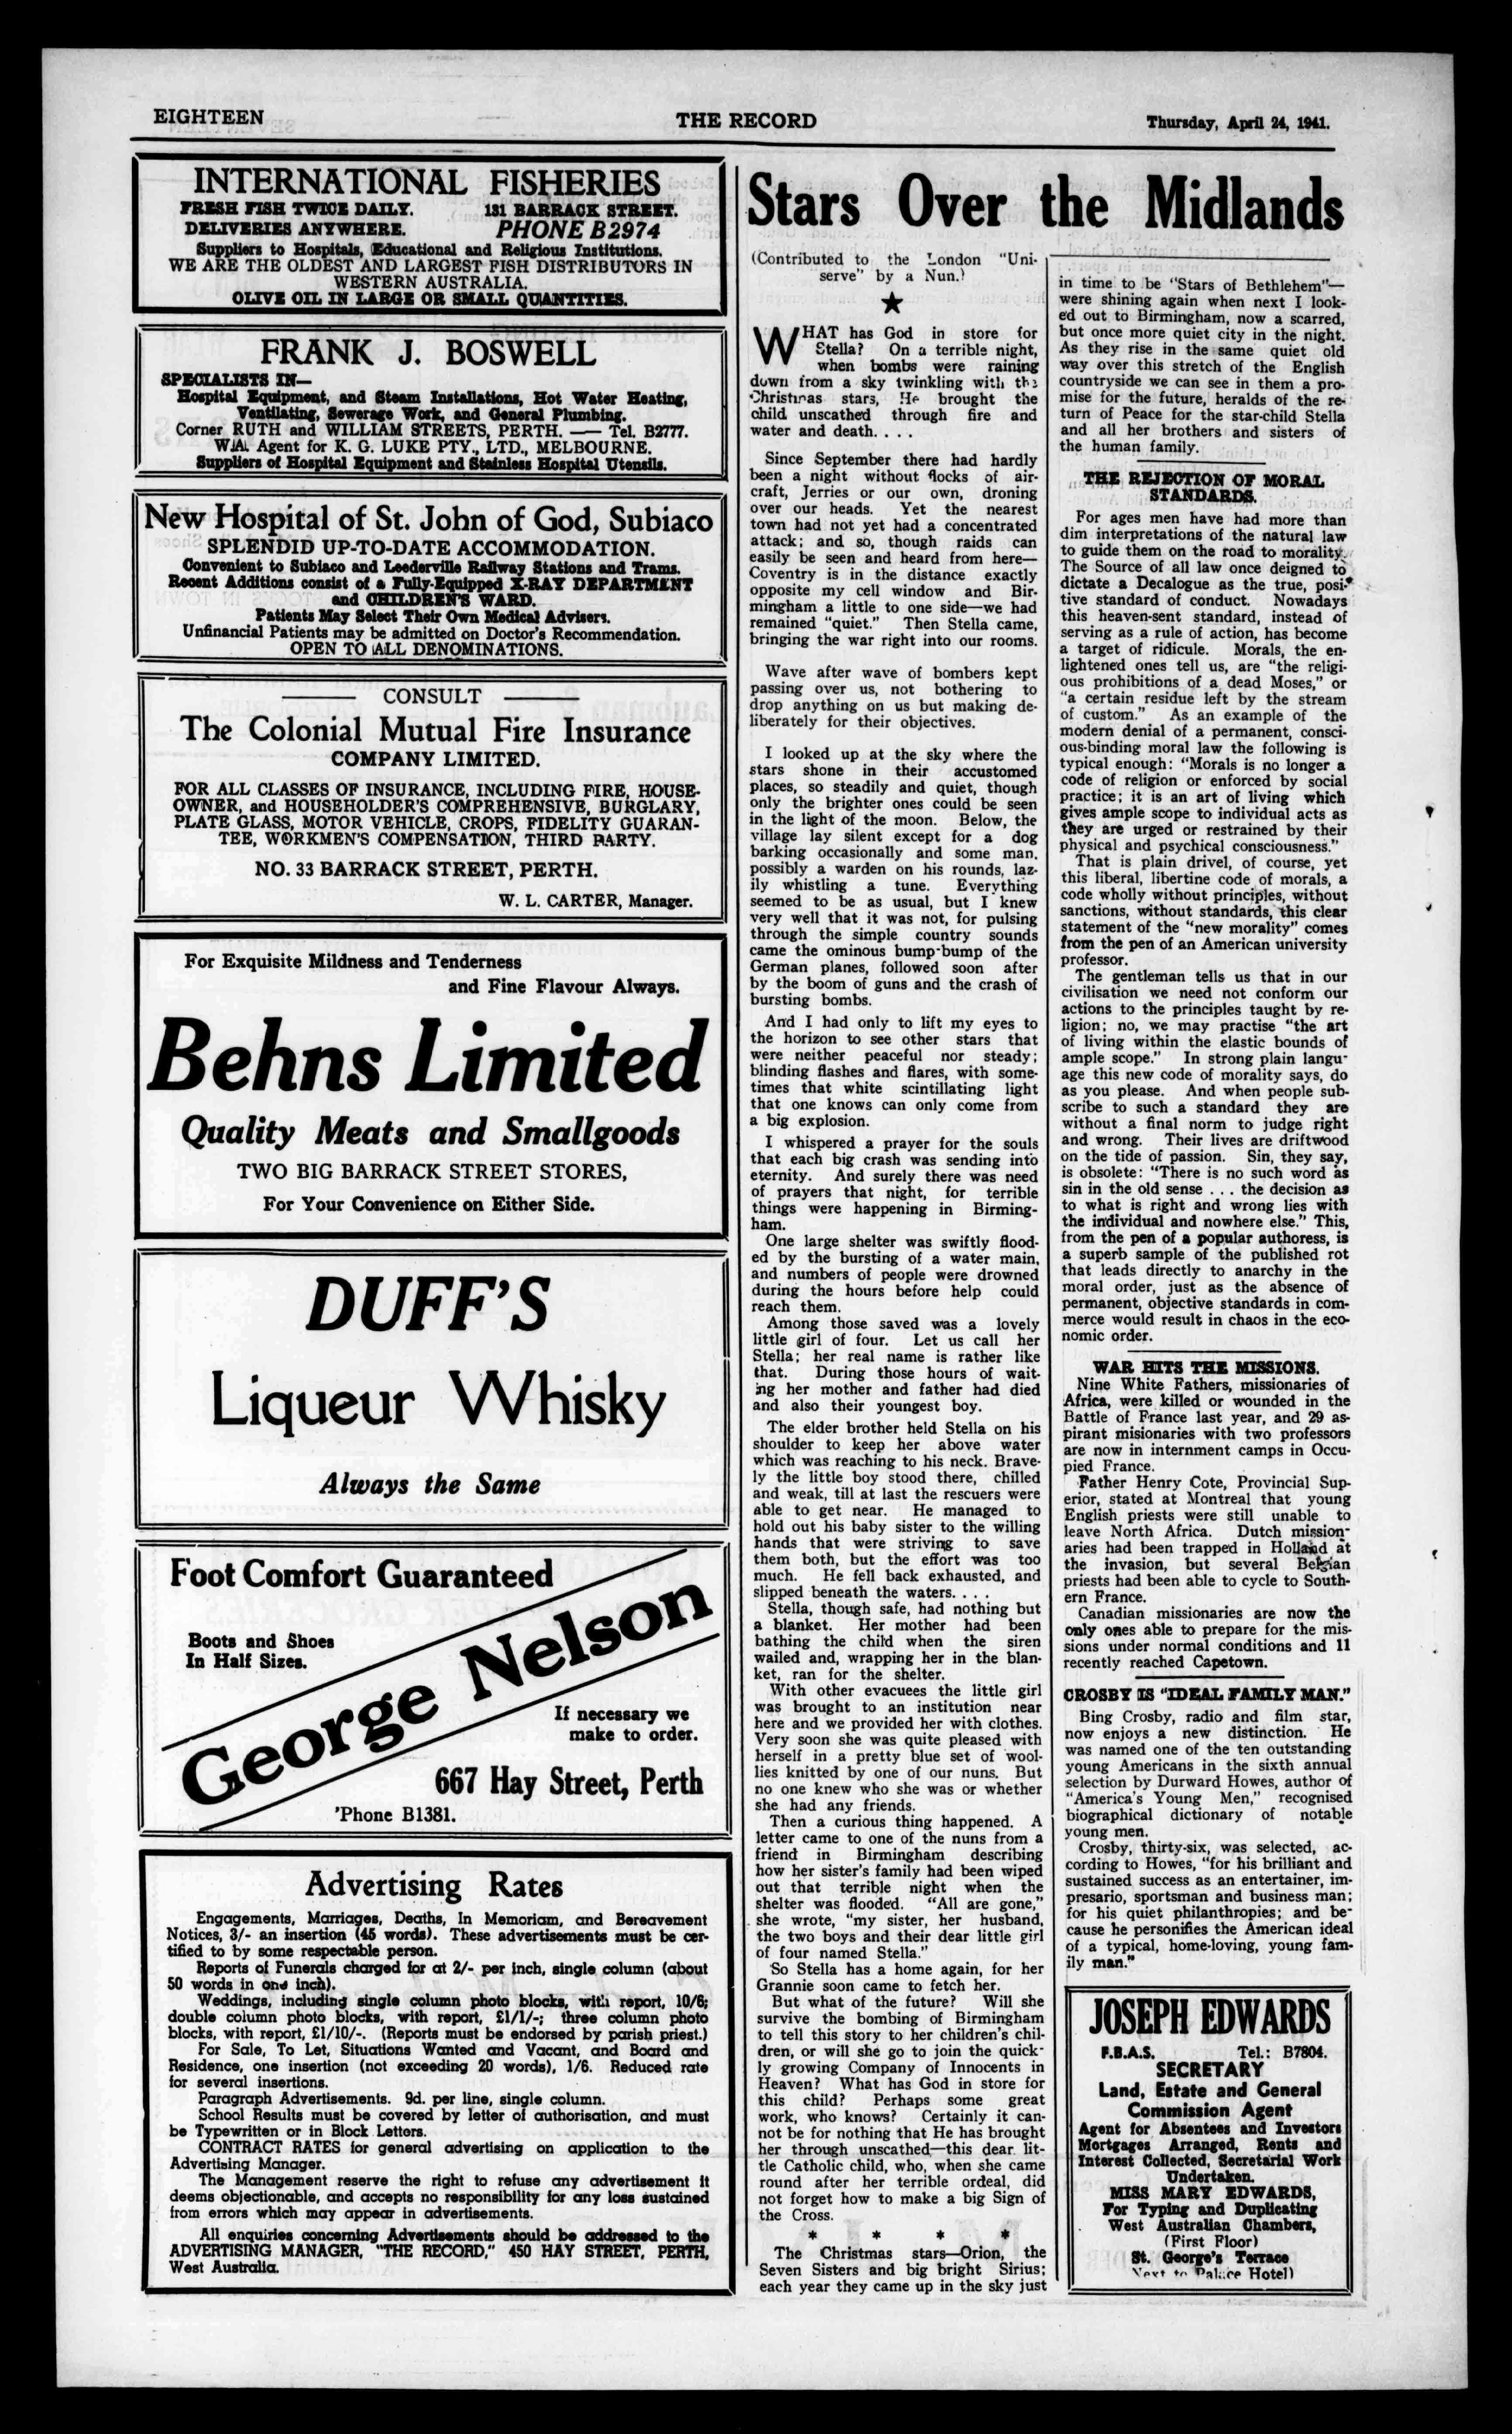 EIGHTEEN
THE RECORD
Thursday, April 24, 1941.
INTERNATIONAL FISHERIES
FRESH FISH TWICE DAILY. 181 BARRACK STREET.
DELIVERIES ANYWHERE. PHONE B2974
Suppliers to Hospitals, Educational and Religious Institutions.
WE ARE THE OLDEST AND LARGEST FISH DISTRIBUTORS IN
WESTERN AUSTRALIA.
OLIVE OIL IN LARGE OR SMALL QUANTITIES.
FRANK J. BOSWELL
SPECIALISTS IN—
Hospital Equipment, and Steam Installations, Hot Water Heating,
Ventilating, Sewerage Work, and General Plumbing.
Corner RUTH and WILLIAM STREETS, PERTH. —— Tel. B2777.
W.A. Agent for K. G. LUKE PTY., LTD., MELBOURNE.
Suppliers of Hospital Equipment and Stainless Hospital Utensils.
New Hospital of St. John of God, Subiaco
SPLENDID UP-TO-DATE ACCOMMODATION.
Convenient to Subiaco and Leederville Railway Stations and Trams.
Recent Additions consist of a Fully-Equipped X-RAY DEPARTMENT
and CHILDREN'S WARD.
Patients May Select Their Own Medical Advisers.
Unfinancial Patients may be admitted on Doctor's Recommendation.
OPEN TO ALL DENOMINATIONS.
CONSULT
The Colonial Mutual Fire Insurance
COMPANY LIMITED.
FOR ALL CLASSES OF INSURANCE, INCLUDING FIRE, HOUSE-
OWNER, and HOUSEHOLDER'S COMPREHENSIVE, BURGLARY,
PLATE GLASS, MOTOR VEHICLE, CROPS, FIDELITY GUARAN-
TEE, WORKMEN'S COMPENSATION, THIRD PARTY.
NO. 33 BARRACK STREET, PERTH.
W. L. CARTER, Manager.
For Exquisite Mildness and Tenderness
and Fine Flavour Always.
Behns Limited
Quality Meats and Smallgoods
TWO BIG BARRACK STREET STORES,
For Your Convenience on Either Side.
DUFF'S
Liqueur Whisky
Always the Same
Foot Comfort Guaranteed
Boots and Shoes
In Half Sizes.
George Nelson
If necessary we
make to order.
667 Hay Street, Perth
'Phone B1381.
Advertising Rates
Engagements, Marriages, Deaths, In Memoriam, and Bereavement
Notices, 3/- an insertion (45 words). These advertisements must be cer-
tified to by some respectable person.
Reports of Funerals charged for at 2/- per inch, single column (about
50 words in one inch).
Weddings, including single column photo blocks, with report, 10/6;
double column photo blocks, with report, £1/1/-; three column photo
blocks, with report, £1/10/-. (Reports must be endorsed by parish priest.)
For Sale, To Let, Situations Wanted and Vacant, and Board and
Residence, one insertion (not exceeding 20 words), 1/6. Reduced rate
for several insertions.
Paragraph Advertisements. 9d. per line, single column.
School Results must be covered by letter of authorisation, and must
be Typewritten or in Block Letters.
CONTRACT RATES for general advertising on application to the
Advertising Manager.
The Management reserve the right to refuse any advertisement it
deems objectionable, and accepts no responsibility for any loss sustained
from errors which may appear in advertisements.
All enquiries concerning Advertisements should be addressed to the
ADVERTISING MANAGER, "THE RECORD," 450 HAY STREET, PERTH,
West Australia.
Stars Over the Midlands
(Contributed to the London "Uni-
serve" by a Nun.)
★
WHAT has God in store for
Stella? On a terrible night,
when bombs were raining
down from a sky twinkling with the
Christmas stars, He brought the
child unscathed through fire and
water and death. . . .
Since September there had hardly
been a night without flocks of air-
craft, Jerries or our own, droning
over our heads. Yet the nearest
town had not yet had a concentrated
attack; and so, though raids can
easily be seen and heard from here—
Coventry is in the distance exactly
opposite my cell window and Bir-
mingham a little to one side—we had
remained "quiet." Then Stella came,
bringing the war right into our rooms.
Wave after wave of bombers kept
passing over us, not bothering to
drop anything on us but making de-
liberately for their objectives.
I looked up at the sky where the
stars shone in their accustomed
places, so steadily and quiet, though
only the brighter ones could be seen
in the light of the moon. Below, the
village lay silent except for a dog
barking occasionally and some man,
possibly a warden on his rounds, laz-
ily whistling a tune. Everything
seemed to be as usual, but I knew
very well that it was not, for pulsing
through the simple country sounds
came the ominous bump-bump of the
German planes, followed soon after
by the boom of guns and the crash of
bursting bombs.
And I had only to lift my eyes to
the horizon to see other stars that
were neither peaceful nor steady;
blinding flashes and flares, with some-
times that white scintillating light
that one knows can only come from
a big explosion.
I whispered a prayer for the souls
that each big crash was sending into
eternity. And surely there was need
of prayers that night, for terrible
things were happening in Birming-
ham.
One large shelter was swiftly flood-
ed by the bursting of a water main,
and numbers of people were drowned
during the hours before help could
reach them.
Among those saved was a lovely
little girl of four. Let us call her
Stella; her real name is rather like
that. During those hours of wait-
ing her mother and father had died
and also their youngest boy.
The elder brother held Stella on his
shoulder to keep her above water
which was reaching to his neck. Brave-
ly the little boy stood there, chilled
and weak, till at last the rescuers were
able to get near. He managed to
hold out his baby sister to the willing
hands that were striving to save
them both, but the effort was too
much. He fell back exhausted, and
slipped beneath the waters. . . .
Stella, though safe, had nothing but
a blanket. Her mother had been
bathing the child when the siren
wailed and, wrapping her in the blan-
ket, ran for the shelter.
With other evacuees the little girl
was brought to an institution near
here and we provided her with clothes.
Very soon she was quite pleased with
herself in a pretty blue set of wool-
lies knitted by one of our nuns. But
no one knew who she was or whether
she had any friends.
Then a curious thing happened. A
letter came to one of the nuns from a
friend in Birmingham describing
how her sister's family had been wiped
out that terrible night when the
shelter was flooded. "All are gone,"
she wrote, "my sister, her husband,
the two boys and their dear little girl
of four named Stella."
So Stella has a home again, for her
Grannie soon came to fetch her.
But what of the future? Will she
survive the bombing of Birmingham
to tell this story to her children's chil-
dren, or will she go to join the quick-
ly growing Company of Innocents in
Heaven? What has God in store for
this child? Perhaps some great
work, who knows? Certainly it can-
not be for nothing that He has brought
her through unscathed—this dear lit-
tle Catholic child, who, when she came
round after her terrible ordeal, did
not forget how to make a big Sign of
the Cross.
* * * *
The Christmas stars—Orion, the
Seven Sisters and big bright Sirius;
each year they came up in the sky just
in time to be "Stars of Bethlehem"—
were shining again when next I look-
ed out to Birmingham, now a scarred,
but once more quiet city in the night.
As they rise in the same quiet old
way over this stretch of the English
countryside we can see in them a pro-
mise for the future, heralds of the re-
turn of Peace for the star-child Stella
and all her brothers and sisters of
the human family.
THE REJECTION OF MORAL
STANDARDS.
For ages men have had more than
dim interpretations of the natural law
to guide them on the road to morality.
The Source of all law once deigned to
dictate a Decalogue as the true, posi-
tive standard of conduct. Nowadays
this heaven-sent standard, instead of
serving as a rule of action, has become
a target of ridicule. Morals, the en-
lightened ones tell us, are "the religi-
ous prohibitions of a dead Moses," or
"a certain residue left by the stream
of custom." As an example of the
modern denial of a permanent, consci-
ous-binding moral law the following is
typical enough: "Morals is no longer a
code of religion or enforced by social
practice; it is an art of living which
gives ample scope to individual acts as
they are urged or restrained by their
physical and psychical consciousness."
That is plain drivel, of course, yet
this liberal, libertine code of morals, a
code wholly without principles, without
sanctions, without standards, this clear
statement of the "new morality" comes
from the pen of an American university
professor.
The gentleman tells us that in our
civilisation we need not conform our
actions to the principles taught by re-
ligion; no, we may practise "the art
of living within the elastic bounds of
ample scope." In strong plain langu-
age this new code of morality says, do
as you please. And when people sub-
scribe to such a standard they are
without a final norm to judge right
and wrong. Their lives are driftwood
on the tide of passion. Sin, they say,
is obsolete: "There is no such word as
sin in the old sense . . . the decision as
to what is right and wrong lies with
the individual and nowhere else." This,
from the pen of a popular authoress, is
a superb sample of the published rot
that leads directly to anarchy in the
moral order, just as the absence of
permanent, objective standards in com-
merce would result in chaos in the eco-
nomic order.
WAR HITS THE MISSIONS.
Nine White Fathers, missionaries of
Africa, were killed or wounded in the
Battle of France last year, and 29 as-
pirant misionaries with two professors
are now in internment camps in Occu-
pied France.
Father Henry Cote, Provincial Sup-
erior, stated at Montreal that young
English priests were still unable to
leave North Africa. Dutch mission-
aries had been trapped in Holland at
the invasion, but several Belgian
priests had been able to cycle to South-
ern France.
Canadian missionaries are now the
only ones able to prepare for the mis-
sions under normal conditions and 11
recently reached Capetown.
CROSBY IS "IDEAL FAMILY MAN."
Bing Crosby, radio and film star,
now enjoys a new distinction. He
was named one of the ten outstanding
young Americans in the sixth annual
selection by Durward Howes, author of
"America's Young Men," recognised
biographical dictionary of notable
young men.
Crosby, thirty-six, was selected, ac-
cording to Howes, "for his brilliant and
sustained success as an entertainer, im-
presario, sportsman and business man;
for his quiet philanthropies; and be-
cause he personifies the American ideal
of a typical, home-loving, young fam-
ily man."
JOSEPH EDWARDS
F.B.A.S. Tel.: B7804.
SECRETARY
Land, Estate and General
Commission Agent
Agent for Absentees and Investors
Mortgages Arranged, Rents and
Interest Collected, Secretarial Work
Undertaken.
MISS MARY EDWARDS,
For Typing and Duplicating
West Australian Chambers,
(First Floor)
St. George's Terrace
Next to Palace Hotel)